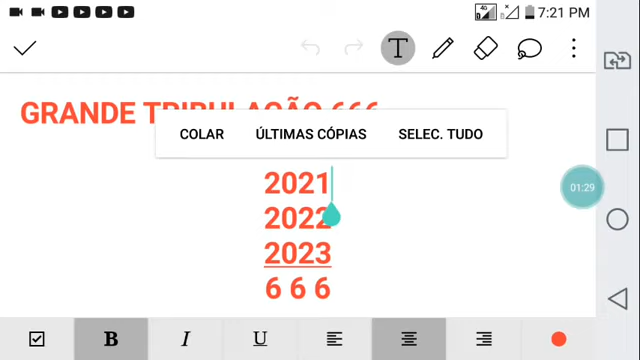 4G
7:21 PM
T
GRANDE TRIBULAÇÃO 666
COLAR ÚLTIMAS CÓPIAS SELEC. TUDO
2021
2022
2023
6 6 6
01:29
B I U